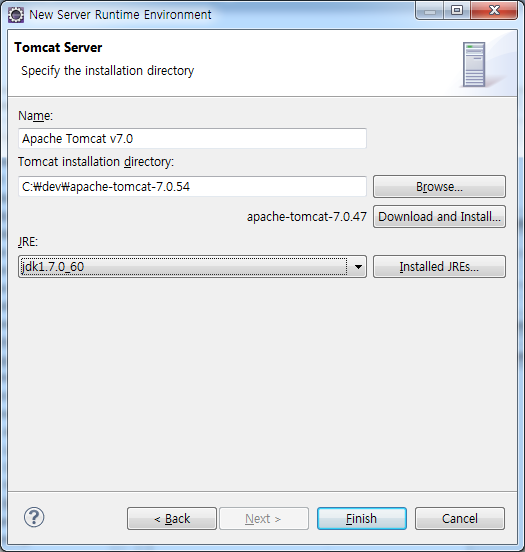 New Server Runtime Environment
Tomcat Server
Specify the installation directory
Name:
Apache Tomcat v7.0
Tomcat installation directory:
C:₩dev₩apache-tomcat-7.0.54
Browse...
apache-tomcat-7.0.47
Download and Install...
JRE:
jdk1.7.0_60
Installed JREs...
?
< Back
Next >
Finish
Cancel